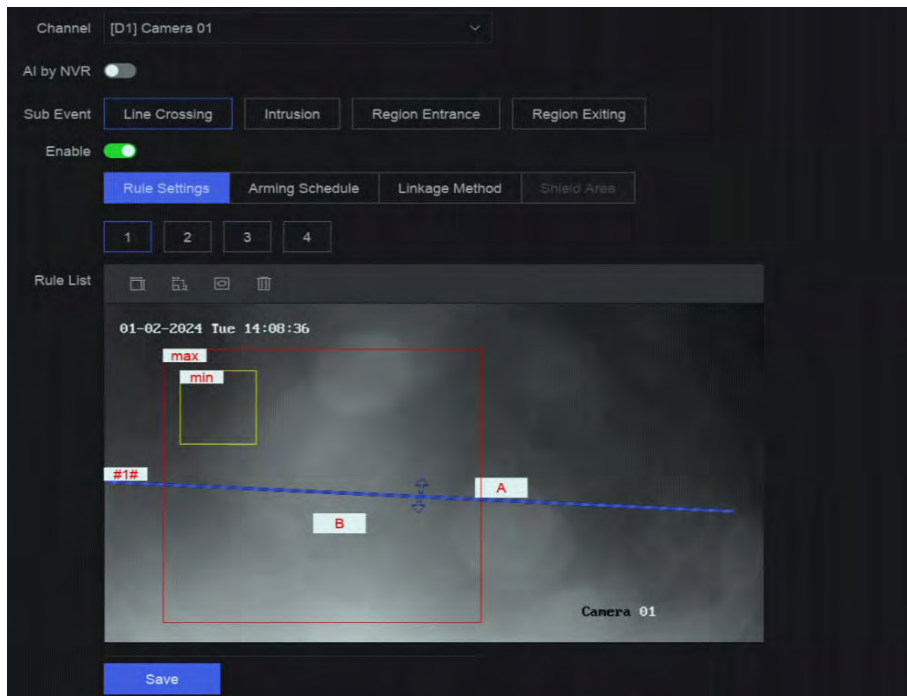 Channel [D1] Camera 01
AI by NVR
Sub Event Line Crossing Intrusion Region Entrance Region Exiting
Enable
Rule Settings Arming Schedule Linkage Method Shield Area
1 2 3 4
Rule List
01-02-2024 Tue 14:08:36
max
min
#1#
A
B
Camera 01
Save